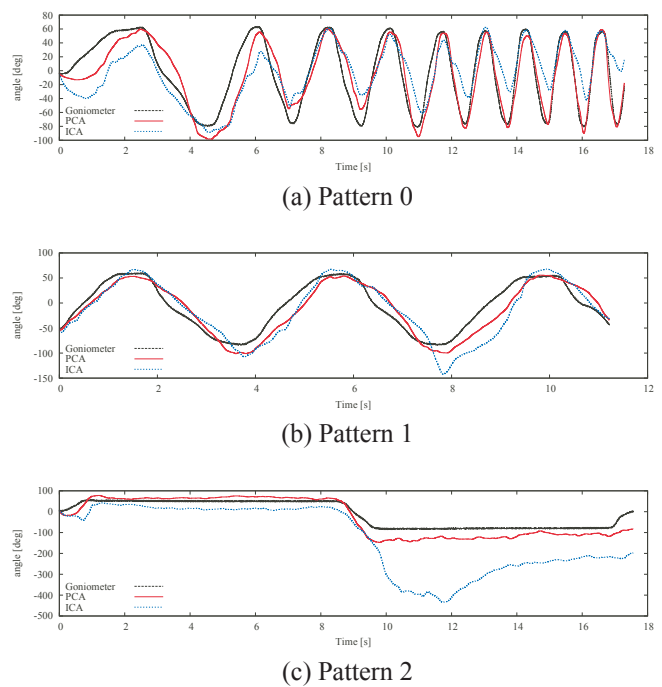 80
60
40
20
0
-20
-40
-60
-80
-100
angle [deg]
Goniometer
PCA
ICA
0 2 4 6 8 10 12 14 16 18
Time [s]
(a) Pattern 0
100
50
0
-50
-100
-150
angle [deg]
Goniometer
PCA
ICA
0 2 4 6 8 10 12
Time [s]
(b) Pattern 1
100
0
-100
-200
-300
-400
-500
angle [deg]
Goniometer
PCA
ICA
0 2 4 6 8 10 12 14 16 18
Time [s]
(c) Pattern 2